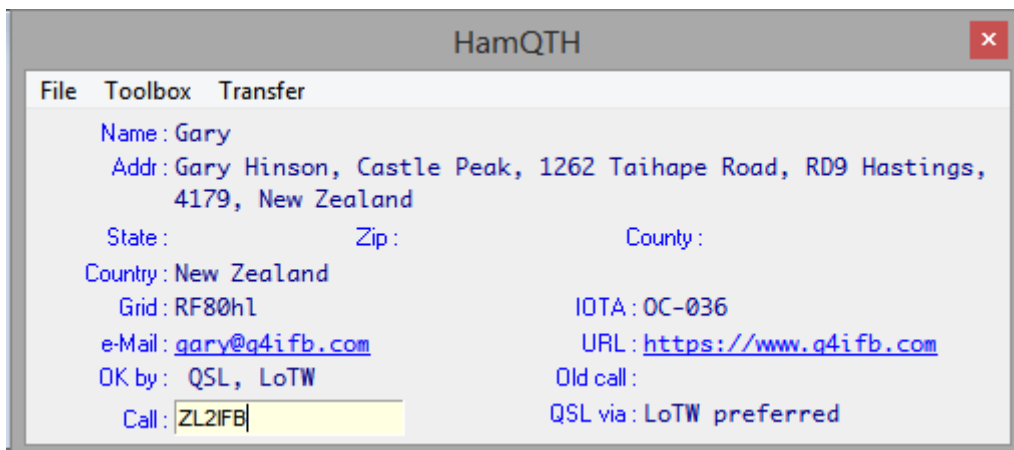 HamQTH
File Toolbox Transfer
Name : Gary
Addr : Gary Hinson, Castle Peak, 1262 Taihape Road, RD9 Hastings,
4179, New Zealand
State : Zip : County :
Country : New Zealand
Grid : RF80hl IOTA : OC-036
e-Mail : gary@g4ifb.com URL : https://www.g4ifb.com
OK by : QSL, LoTW Old call :
Call : ZL2IFB QSL via : LoTW preferred